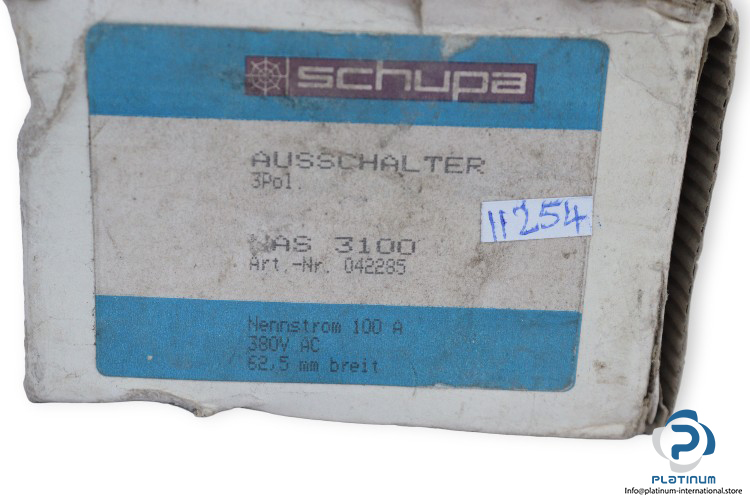 schupa
AUSSCHALTER
3Pol.
11254
NAS 3100
Art.-Nr. 042285
Nennstrom 100 A
380V AC
62,5 mm breit
PLATINUM
Info@platinum-international.store